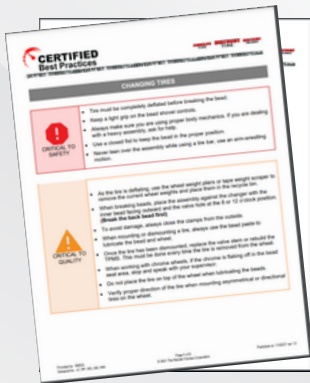 CERTIFIED
Best Practices
CHANGING TIRES
CRITICAL TO
SAFETY
Tire must be completely deflated before breaking the bead.
Keep a light grip on the bead shover controls.
Always make sure you are using proper body mechanics. If you are dealing
with a heavy assembly, ask for help.
Use a closed fist to keep the bead in the proper position.
Never lean over the assembly while using a tire bar, use an arm-wrestling
motion.
CRITICAL TO
QUALITY
As the tire is deflating, use the wheel weight pliers or tape weight scraper to
remove the current wheel weights and place them in the recycle bin.
When breaking beads, place the assembly against the changer with the
inner bead facing outward and the valve hole at the 8 or 12 o'clock position.
(Break the back bead first)
To avoid damage, always close the clamps from the outside.
When mounting or dismounting a tire, always use the bead paste to
lubricate the bead and wheel.
Once the tire has been dismounted, replace the valve stem or rebuild the
TPMS. This must be done every time the tire is removed from the wheel.
When working with chrome wheels, if the chrome is flaking off in the bead
seat area, stop and speak with your supervisor.
Do not place the tire on top of the wheel when lubricating the beads.
Verify proper direction of the tire when mounting asymmetrical or directional
tires on the wheel.